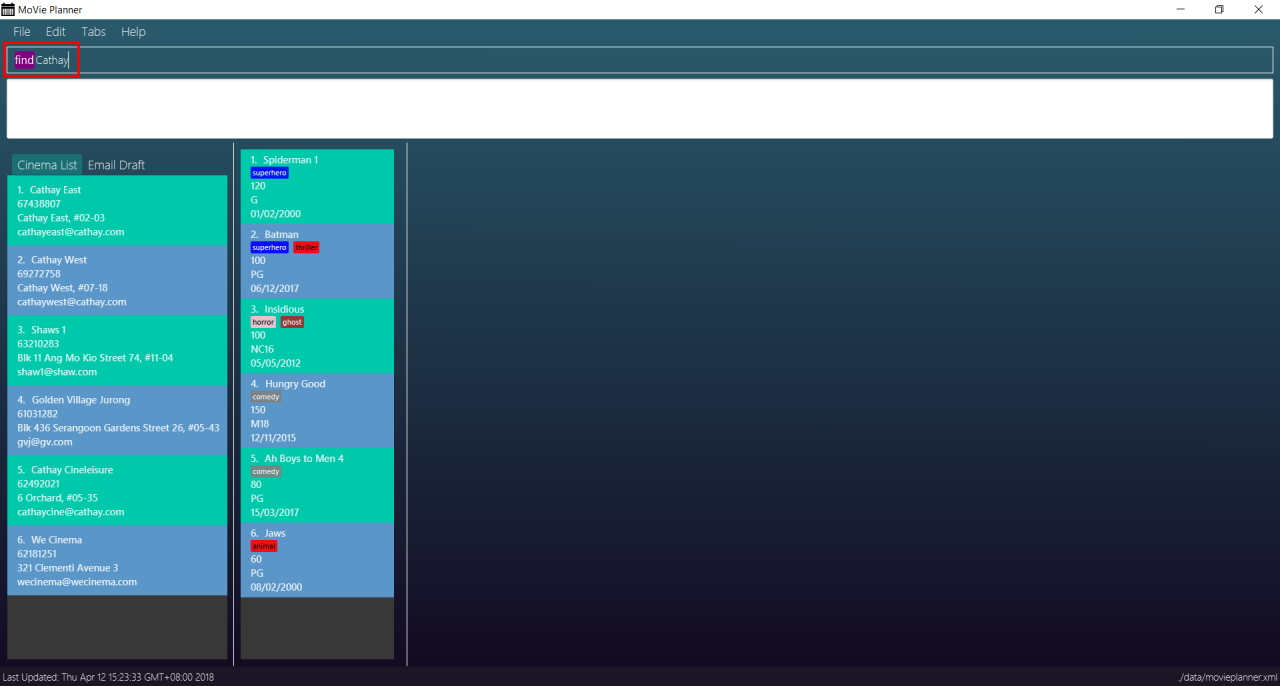 MoVie Planner
File Edit Tabs Help
find Cathay
Cinema List Email Draft
1. Cathay East
67438807
Cathay East, #02-03
cathayeast@cathay.com
2. Cathay West
69272758
Cathay West, #07-18
cathaywest@cathay.com
3. Shaws 1
63210283
Blk 11 Ang Mo Kio Street 74, #11-04
shaw1@shaw.com
4. Golden Village Jurong
61031282
Blk 436 Serangoon Gardens Street 26, #05-43
gvj@gv.com
5. Cathay Cineleisure
62492021
6 Orchard, #05-35
cathaycine@cathay.com
6. We Cinema
62181251
321 Clementi Avenue 3
wecinema@wecinema.com
1. Spiderman 1
superhero
120
G
01/02/2000
2. Batman
superhero thriller
100
PG
06/12/2017
3. Insidious
horror ghost
100
NC16
05/05/2012
4. Hungry Good
comedy
150
M18
12/11/2015
5. Ah Boys to Men 4
comedy
80
PG
15/03/2017
6. Jaws
animal
60
PG
08/02/2000
Last Updated: Thu Apr 12 15:23:33 GMT+08:00 2018
./data/movieplanner.xml